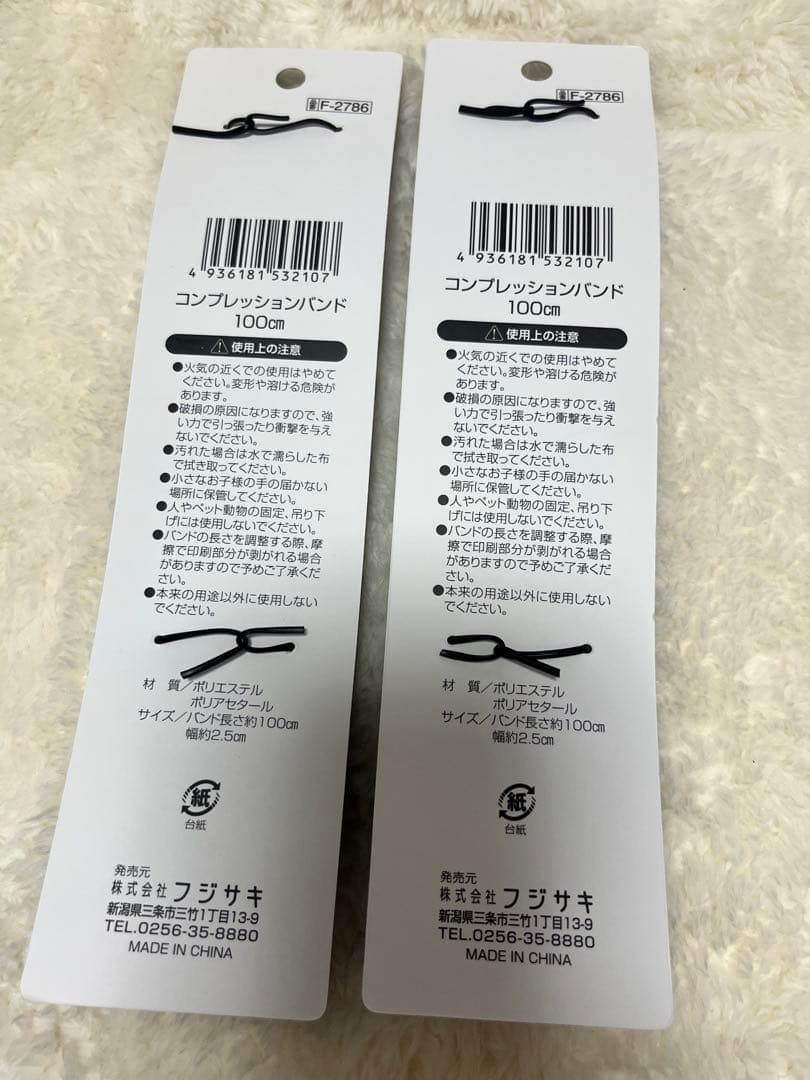 品番 F-2786
4 936181 532107
コンプレッションバンド
100㎝
使用上の注意
●火気の近くでの使用はやめて
ください。変形や溶ける危険が
あります。
●破損の原因になりますので、強
い力で引っ張ったり衝撃を与え
ないでください。
●汚れた場合は水で濡らした布
で拭き取ってください。
●小さなお子様の手の届かない
場所に保管してください。
●人やペット動物の固定、吊り下
げには使用しないでください。
●バンドの長さを調整する際、摩
擦で印刷部分が剥がれる場合
がありますので予めご了承くだ
さい。
●本来の用途以外に使用しない
でください。
材 質/ポリエステル
ポリアセタール
サイズ/バンド長さ約100㎝
幅約2.5㎝
紙
台紙
発売元
株式会社 フジサキ
新潟県三条市三竹1丁目13-9
TEL.0256-35-8880
MADE IN CHINA
品番 F-2786
4 936181 532107
コンプレッションバンド
100㎝
使用上の注意
●火気の近くでの使用はやめて
ください。変形や溶ける危険が
あります。
●破損の原因になりますので、強
い力で引っ張ったり衝撃を与え
ないでください。
●汚れた場合は水で濡らした布
で拭き取ってください。
●小さなお子様の手の届かない
場所に保管してください。
●人やペット動物の固定、吊り下
げには使用しないでください。
●バンドの長さを調整する際、摩
擦で印刷部分が剥がれる場合
がありますので予めご了承くだ
さい。
●本来の用途以外に使用しない
でください。
材 質/ポリエステル
ポリアセタール
サイズ/バンド長さ約100㎝
幅約2.5㎝
紙
台紙
発売元
株式会社 フジサキ
新潟県三条市三竹1丁目13-9
TEL.0256-35-8880
MADE IN CHINA